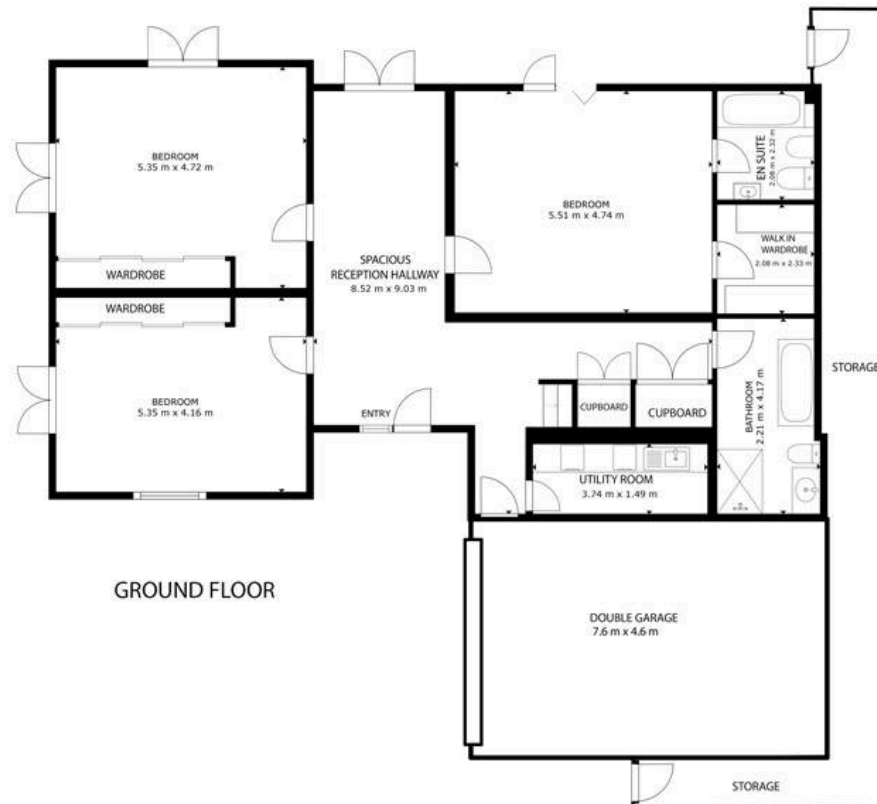 BEDROOM
5.35 m x 4.72 m
WARDROBE
WARDROBE
BEDROOM
5.35 m x 4.16 m
SPACIOUS
RECEPTION HALLWAY
8.52 m x 9.03 m
ENTRY
BEDROOM
5.51 m x 4.74 m
EN SUITE
2.08 m x 2.32 m
WALK IN
WARDROBE
2.08 m x 2.33 m
STORAGE
CUPBOARD
CUPBOARD
BATHROOM
2.21 m x 4.17 m
UTILITY ROOM
3.74 m x 1.49 m
GROUND FLOOR
DOUBLE GARAGE
7.6 m x 4.6 m
STORAGE